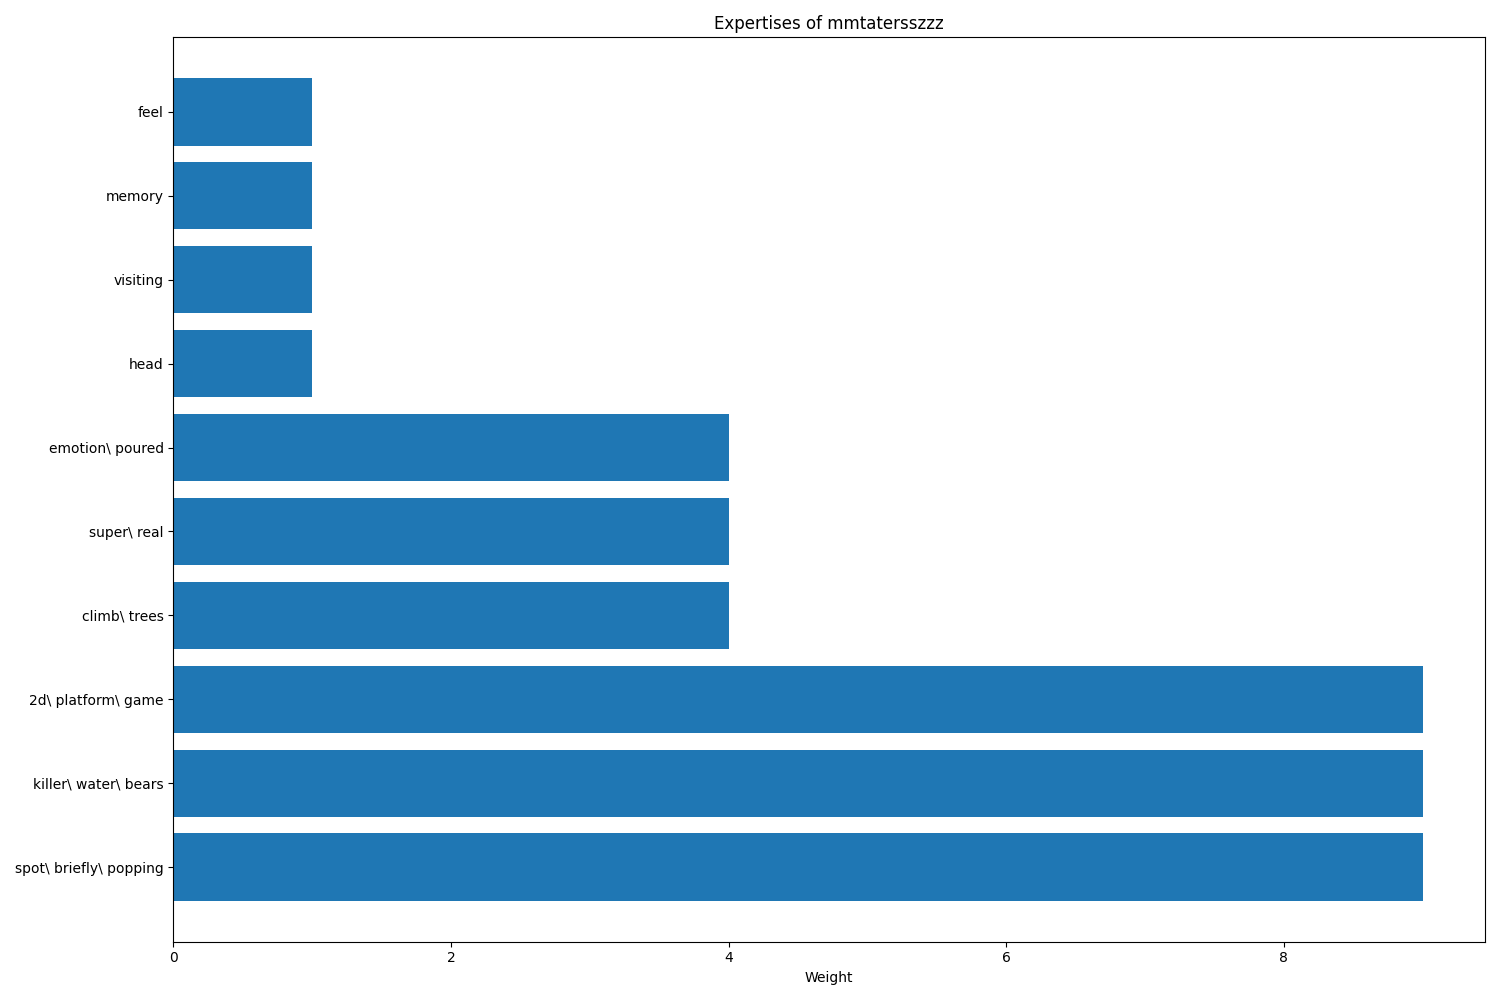 Expertises of mmtatersszzz
feel
memory
visiting
head
emotion\ poured
super\ real
climb\ trees
2d\ platform\ game
killer\ water\ bears
spot\ briefly\ popping
0 2 4 6 8
Weight